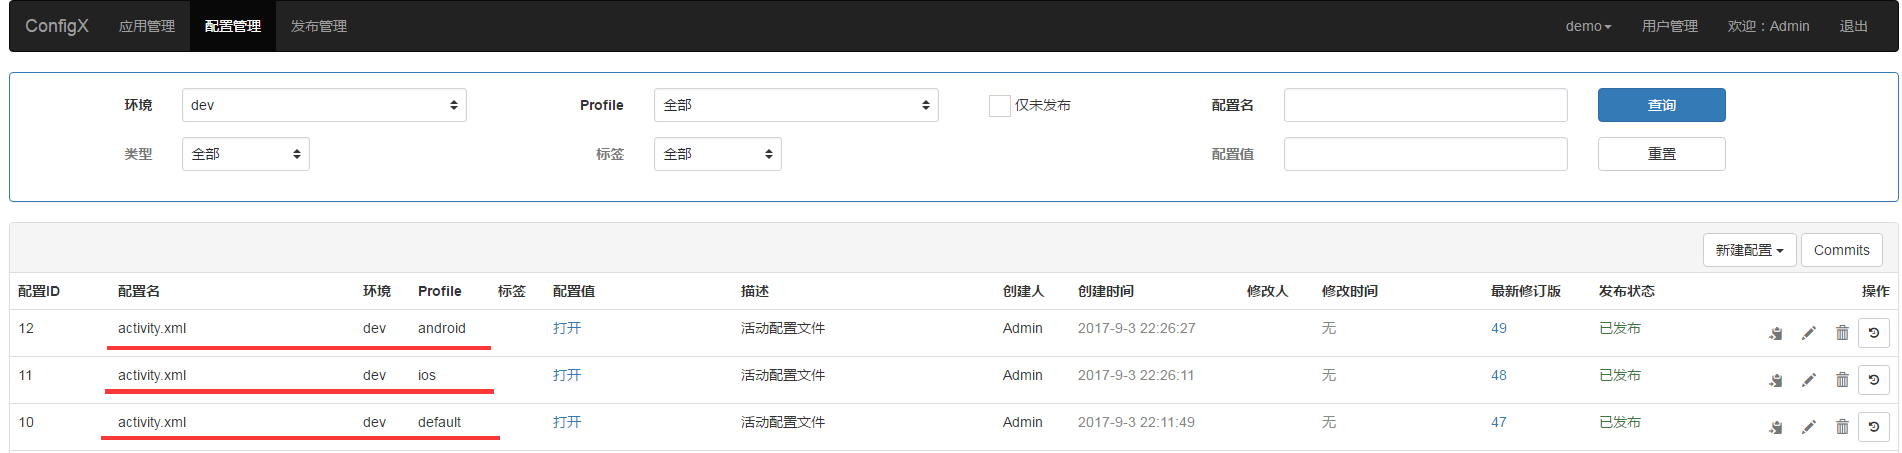 ConfigX 应用管理 配置管理 发布管理 demo 用户管理 欢迎：Admin 退出
环境 dev Profile 全部 仅未发布 配置名 查询
类型 全部 标签 全部 配置值 重置
新建配置 Commits
配置ID 配置名 环境 Profile 标签 配置值 描述 创建人 创建时间 修改人 修改时间 最新修订版 发布状态 操作
12 activity.xml dev android 打开 活动配置文件 Admin 2017-9-3 22:26:27 无 49 已发布
11 activity.xml dev ios 打开 活动配置文件 Admin 2017-9-3 22:26:11 无 48 已发布
10 activity.xml dev default 打开 活动配置文件 Admin 2017-9-3 22:11:49 无 47 已发布